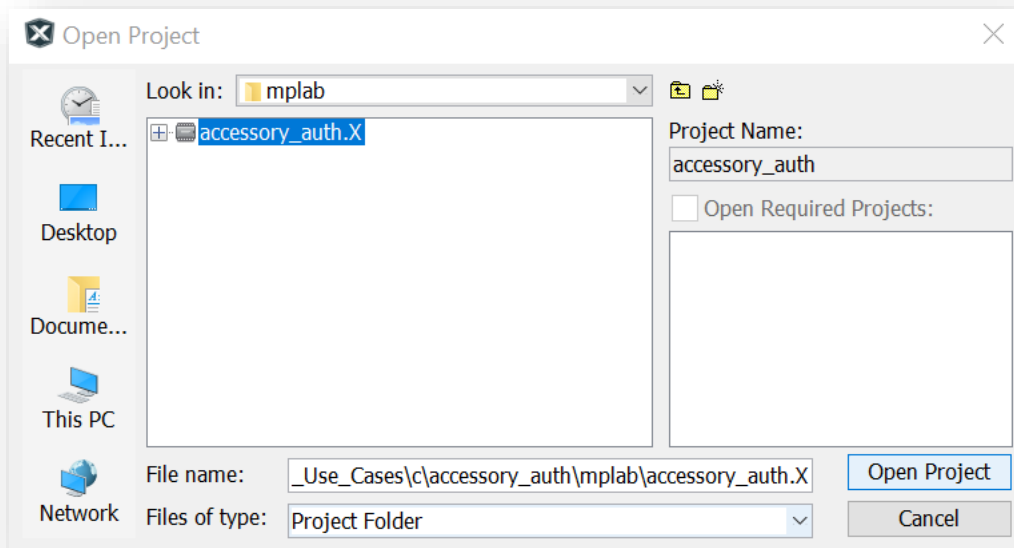 Open Project
Look in: mplab
Recent I...
Desktop
Docume...
This PC
Network
accessory_auth.X
Project Name:
accessory_auth
Open Required Projects:
File name: _Use_Cases\c\accessory_auth\mplab\accessory_auth.X
Open Project
Files of type: Project Folder
Cancel